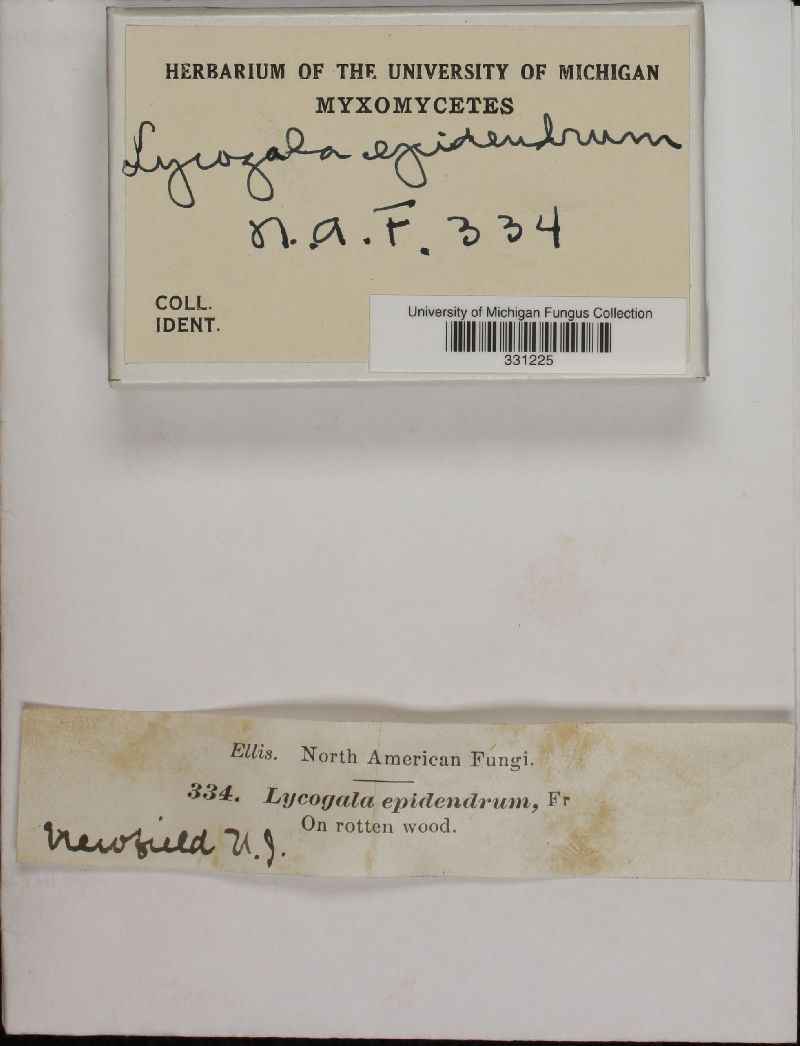 HERBARIUM OF THE UNIVERSITY OF MICHIGAN
MYXOMYCETES
Lycogala epidendrum
N.A.F. 334
COLL.
IDENT.
University of Michigan Fungus Collection
331225
Ellis. North American Fungi.
334. Lycogala epidendrum, Fr
On rotten wood.
Newfield N.J.